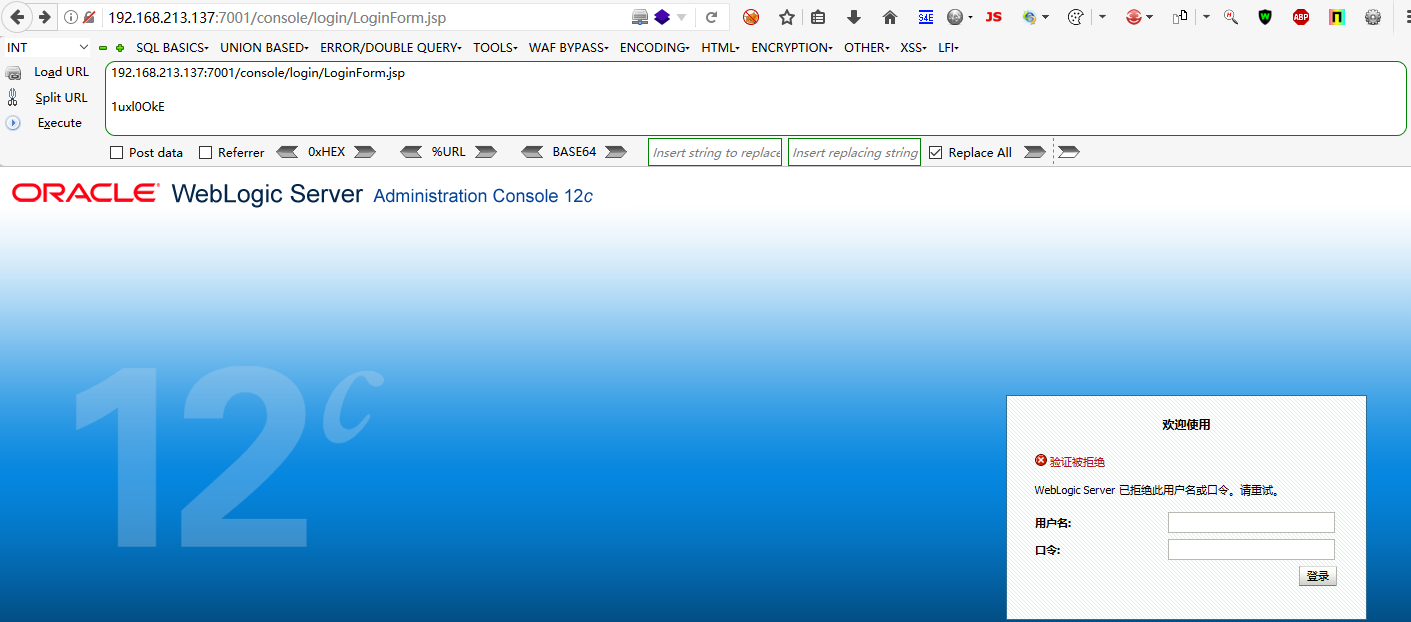 192.168.213.137:7001/console/login/LoginForm.jsp
S4E
JS
ABP
INT
SQL BASICS
UNION BASED
ERROR/DOUBLE QUERY
TOOLS
WAF BYPASS
ENCODING
HTML
ENCRYPTION
OTHER
XSS
LFI
Load URL
192.168.213.137:7001/console/login/LoginForm.jsp
Split URL
1uxl0OkE
Execute
Post data
Referrer
0xHEX
%URL
BASE64
Insert string to replace
Insert replacing string
Replace All
ORACLE WebLogic Server Administration Console 12c
12c
欢迎使用
验证被拒绝
WebLogic Server 已拒绝此用户名或口令。请重试。
用户名:
口令:
登录